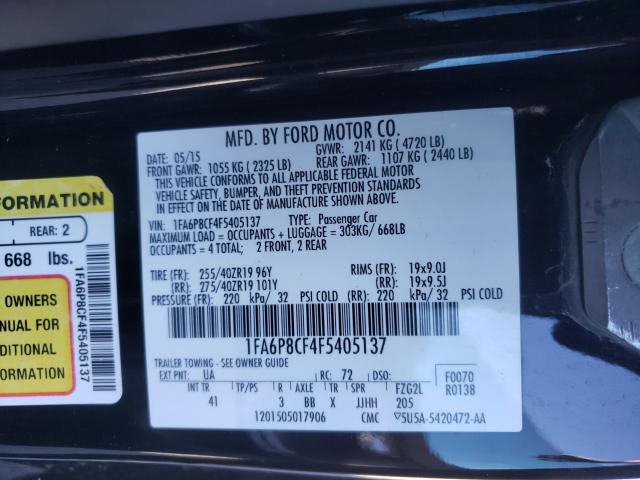 MFD. BY FORD MOTOR CO.
DATE: 05/15 GVWR: 2141 KG ( 4720 LB)
FRONT GAWR: 1055 KG ( 2325 LB) REAR GAWR: 1107 KG ( 2440 LB)
THIS VEHICLE CONFORMS TO ALL APPLICABLE FEDERAL MOTOR
VEHICLE SAFETY, BUMPER, AND THEFT PREVENTION STANDARDS
IN EFFECT ON THE DATE OF MANUFACTURE SHOWN ABOVE.
VIN: 1FA6P8CF4F5405137 TYPE: Passenger Car
MAXIMUM LOAD = OCCUPANTS + LUGGAGE = 303KG/ 668LB
OCCUPANTS = 4 TOTAL; 2 FRONT, 2 REAR
TIRE (FR): 255/40ZR19 96Y RIMS (FR): 19x9.0J
(RR): 275/40ZR19 101Y (RR): 19x9.5J
PRESSURE (FR): 220 kPa/ 32 PSI COLD (RR): 220 kPa/ 32 PSI COLD
1FA6P8CF4F5405137
TRAILER TOWING - SEE OWNER GUIDE
EXT PNT: UA RC: 72 DSO: F0070
INT TR TP/PS R AXLE TR SPR FZG2L R0138
41 3 BB X JJHH 205
1201505017906 CMC SU5A-5420472-AA
FORMATION
REAR: 2
668 lbs.
OWNERS
NUAL FOR
DITIONAL
FORMATION
1FA6P8CF4F5405137